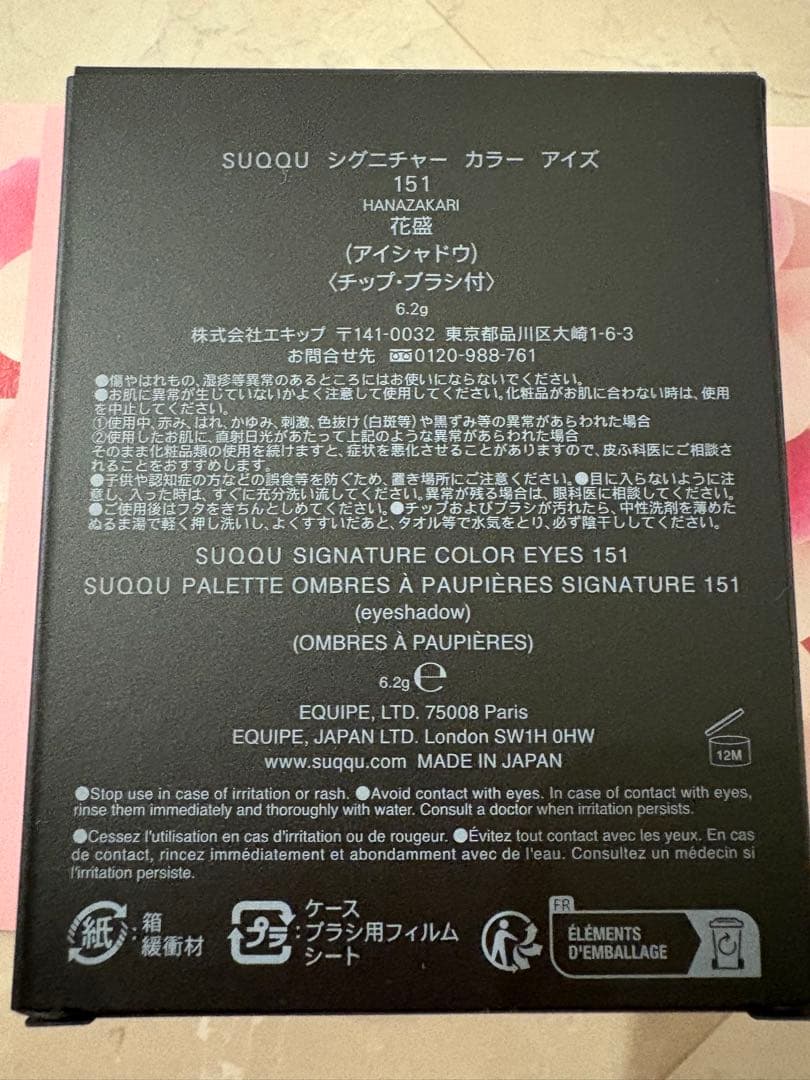 SUQQU シグニチャー カラー アイズ
151
HANAZAKARI
花盛
(アイシャドウ)
〈チップ・ブラシ付〉
6.2g
株式会社エキップ 〒141-0032 東京都品川区大崎1-6-3
お問合せ先 0120-988-761
●傷やはれもの、湿疹等異常のあるところにはお使いにならないでください。
●お肌に異常が生じていないかよく注意して使用してください。化粧品がお肌に合わない時は、使用
を中止してください。
①使用中、赤み、はれ、かゆみ、刺激、色抜け(白斑等)や黒ずみ等の異常があらわれた場合
②使用したお肌に、直射日光があたって上記のような異常があらわれた場合
そのまま化粧品類の使用を続けますと、症状を悪化させることがありますので、皮ふ科医にご相談さ
れることをおすすめします。
●子供や認知症の方などの誤食等を防ぐため、置き場所にご注意ください。●目に入らないように注
意し、入った時は、すぐに充分洗い流してください。異常が残る場合は、眼科医に相談してください。
●ご使用後はフタをきちんとしめてください。●チップおよびブラシが汚れたら、中性洗剤を薄めた
ぬるま湯で軽く押し洗いし、よくすすいだあと、タオル等で水気をとり、必ず陰干ししてください。
SUQQU SIGNATURE COLOR EYES 151
SUQQU PALETTE OMBRES À PAUPIÈRES SIGNATURE 151
(eyeshadow)
(OMBRES À PAUPIÈRES)
6.2g ℮
EQUIPE, LTD. 75008 Paris
EQUIPE, JAPAN LTD. London SW1H 0HW
www.suqqu.com MADE IN JAPAN
12M
●Stop use in case of irritation or rash. ●Avoid contact with eyes. In case of contact with eyes,
rinse them immediately and thoroughly with water. Consult a doctor when irritation persists.
●Cessez l'utilisation en cas d'irritation ou de rougeur. ●Évitez tout contact avec les yeux. En cas
de contact, rincez immédiatement et abondamment avec de l'eau. Consultez un médecin si
l'irritation persiste.
紙:箱
緩衝材
プラ:ケース
ブラシ用フィルム
シート
FR
ÉLÉMENTS
D'EMBALLAGE